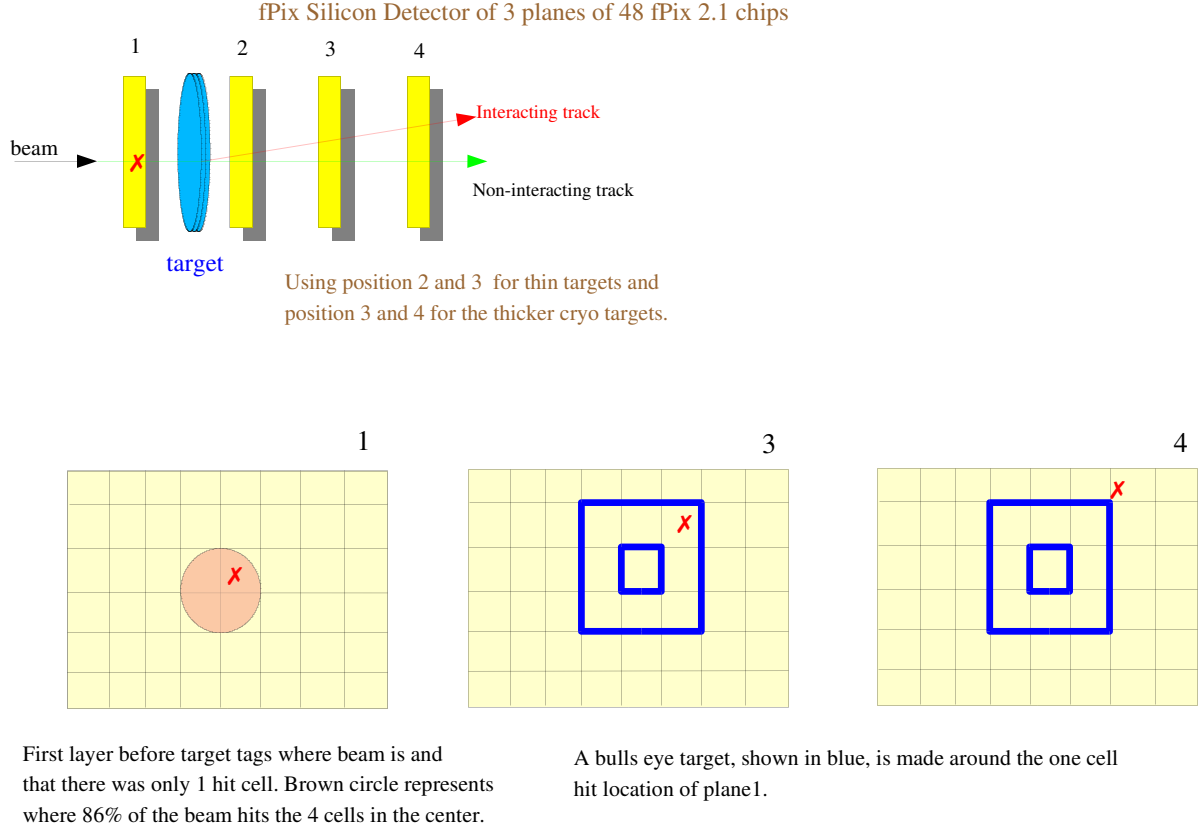 fPix Silicon Detector of 3 planes of 48 fPix 2.1 chips
1
2
3
4
Interacting track
beam
Non-interacting track
target
Using position 2 and 3 for thin targets and
position 3 and 4 for the thicker cryo targets.
1
3
4
First layer before target tags where beam is and
that there was only 1 hit cell. Brown circle represents
where 86% of the beam hits the 4 cells in the center.
A bulls eye target, shown in blue, is made around the one cell
hit location of plane1.